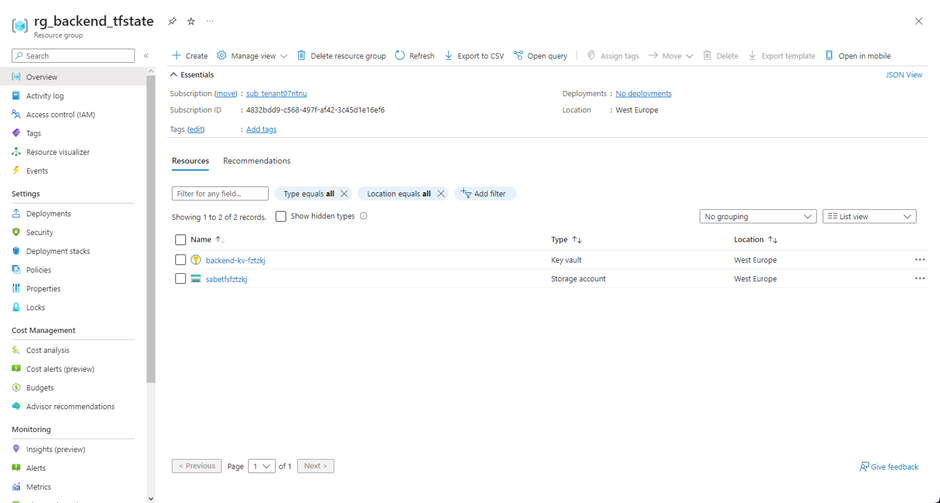 rg_backend_tfstate
Resource group
Search
Create Manage view Delete resource group Refresh Export to CSV Open query Assign tags Move Delete Export template Open in mobile
Overview
Activity log
Access control (IAM)
Tags
Resource visualizer
Events
Settings
Deployments
Security
Deployment stacks
Policies
Properties
Locks
Cost Management
Cost analysis
Cost alerts (preview)
Budgets
Advisor recommendations
Monitoring
Insights (preview)
Alerts
Metrics
Essentials
JSON View
Subscription (move) : sub_tenant07ntnu
Deployments : No deployments
Subscription ID : 4832bdd9-c568-497f-af42-3c45d1e16ef6
Location : West Europe
Tags (edit) : Add tags
Resources Recommendations
Filter for any field... Type equals all Location equals all Add filter
Showing 1 to 2 of 2 records. Show hidden types No grouping List view
Name Type Location
backend-kv-fztzkj Key vault West Europe
sabetfsfztzkj Storage account West Europe
< Previous Page 1 of 1 Next > Give feedback